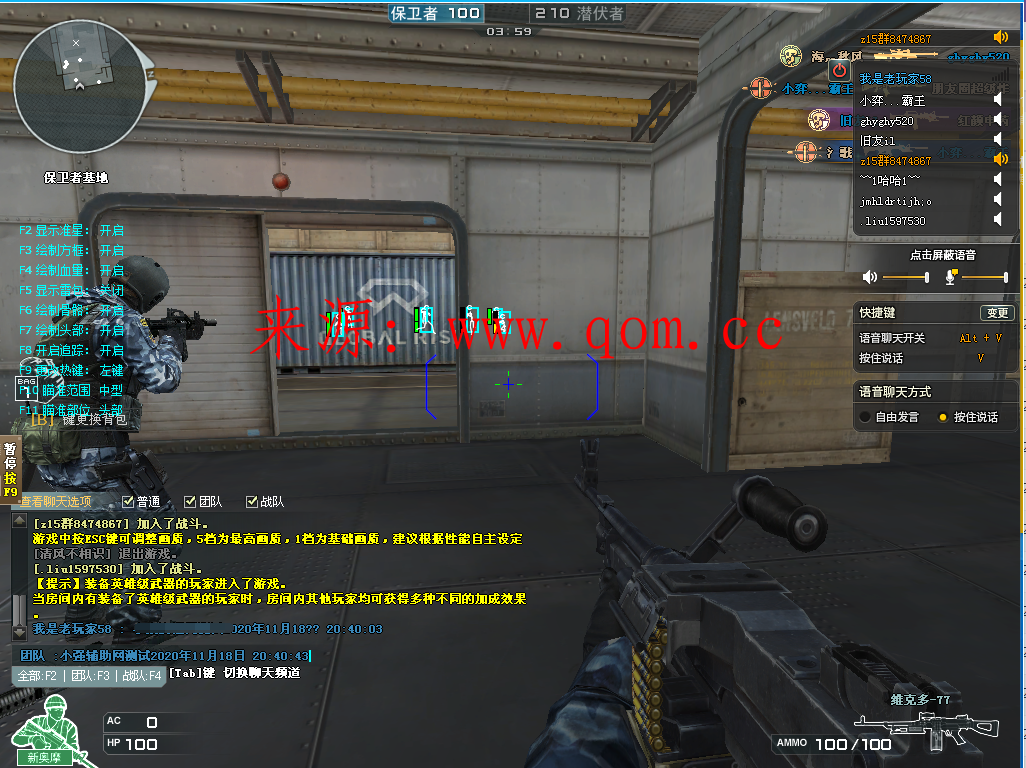 保卫者 100
210 潜伏者
03:59
保卫者基地
z15群8474867
ghyghy520
海
小弈...霸王
我是老玩家58
小弈...霸王
ghyghy520
旧友il
z15群8474867
~~1哈哈1~~
jmhldrtijh;o
.liu1597530
点击屏蔽语音
快捷键 变更
语音聊天开关 Alt + V
按住说话 V
语音聊天方式
自由发言 按住说话
F2 显示准星: 开启
F3 绘制方框: 开启
F4 绘制血量: 开启
F5 显示雷包: 关闭
F6 绘制骨骼: 开启
F7 绘制头部: 开启
F8 开启追踪: 开启
F9 更改热键: 左键
F10 瞄准范围 中型
F11 瞄准部位 头部
BAG
1
[B] 键更换背包
来源: www.qom.cc
暂停按F9
查看聊天选项 普通 团队 战队
[z15群8474867] 加入了战斗。
游戏中按ESC键可调整画质，5档为最高画质，1档为基础画质，建议根据性能自主设定
[清风不相识] 退出游戏。
[.liu1597530] 加入了战斗。
【提示】装备英雄级武器的玩家进入了游戏。
当房间内有装备了英雄级武器的玩家时，房间内其他玩家均可获得多种不同的加成效果
。
我是老玩家58 : 020年11月18?? 20:40:03
团队 :小强辅助网测试2020年11月18日 20:40:43
全部:F2 | 团队:F3 | 战队:F4 [Tab]键 切换聊天频道
AC 0
HP 100
新奥摩
維克多-77
AMMO 100/100